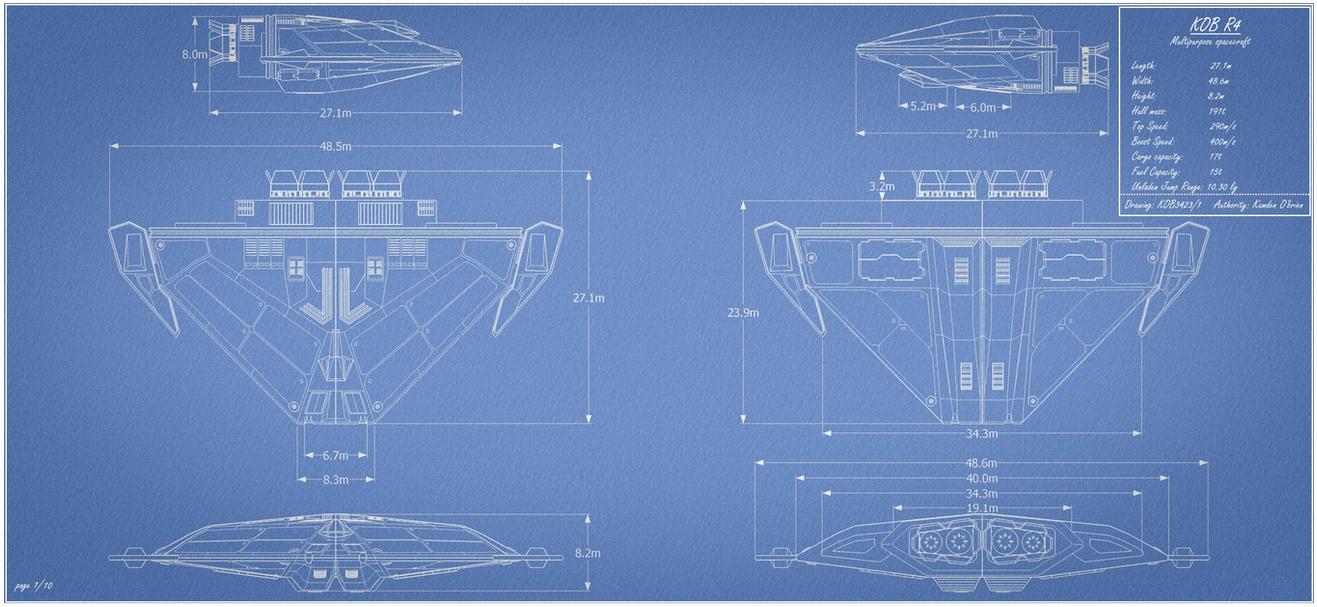 8.0m
27.1m
5.2m
6.0m
27.1m
KOB R4
Multipurpose spacecraft
Length: 27.1m
Width: 48.6m
Height: 8.2m
Hull mass: 191t
Top Speed: 290m/s
Boost Speed: 400m/s
Cargo capacity: 17t
Fuel Capacity: 15t
Unladen Jump Range: 10.30 ly
Drawing: KOB3423/1 Authority: Kamden O'brien
48.5m
27.1m
6.7m
8.3m
3.2m
23.9m
34.3m
8.2m
48.6m
40.0m
34.3m
19.1m
page 1/10